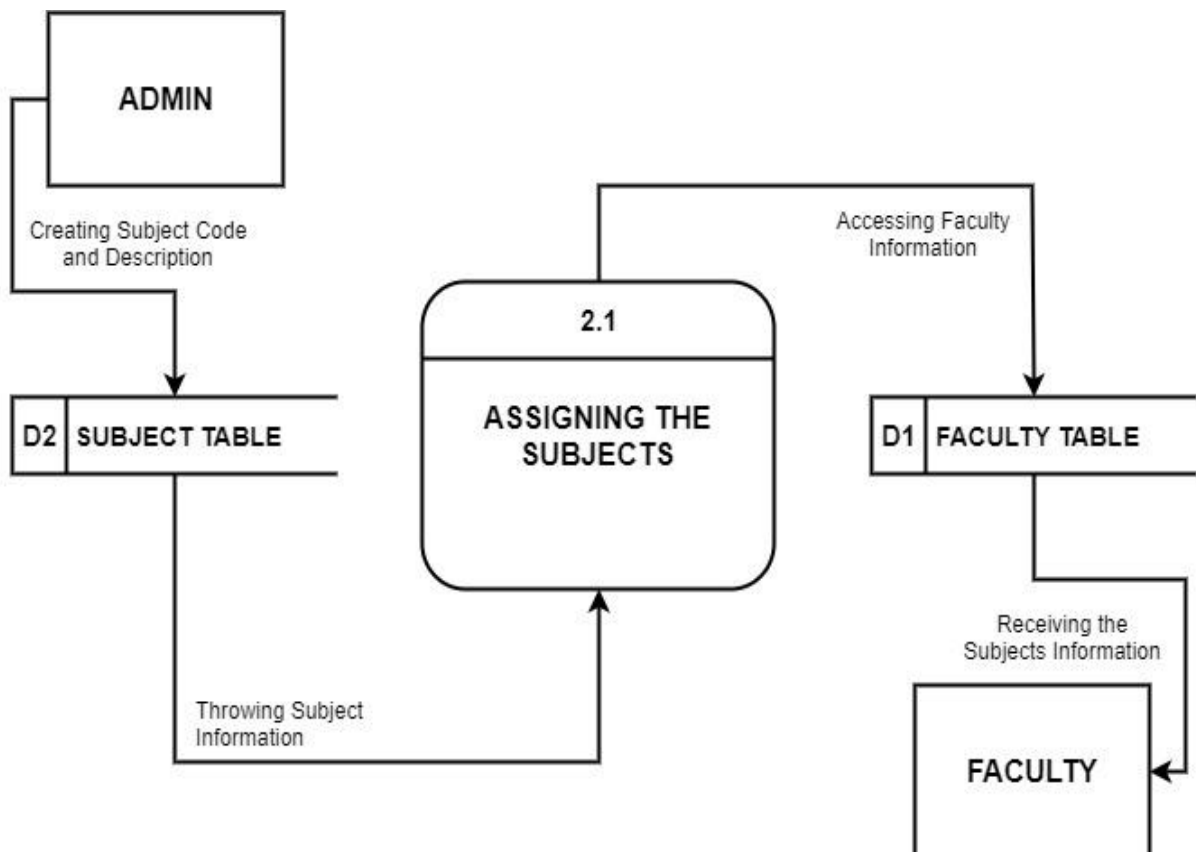 ADMIN
Creating Subject Code
and Description
D2 SUBJECT TABLE
Throwing Subject
Information
2.1
ASSIGNING THE
SUBJECTS
Accessing Faculty
Information
D1 FACULTY TABLE
Receiving the
Subjects Information
FACULTY